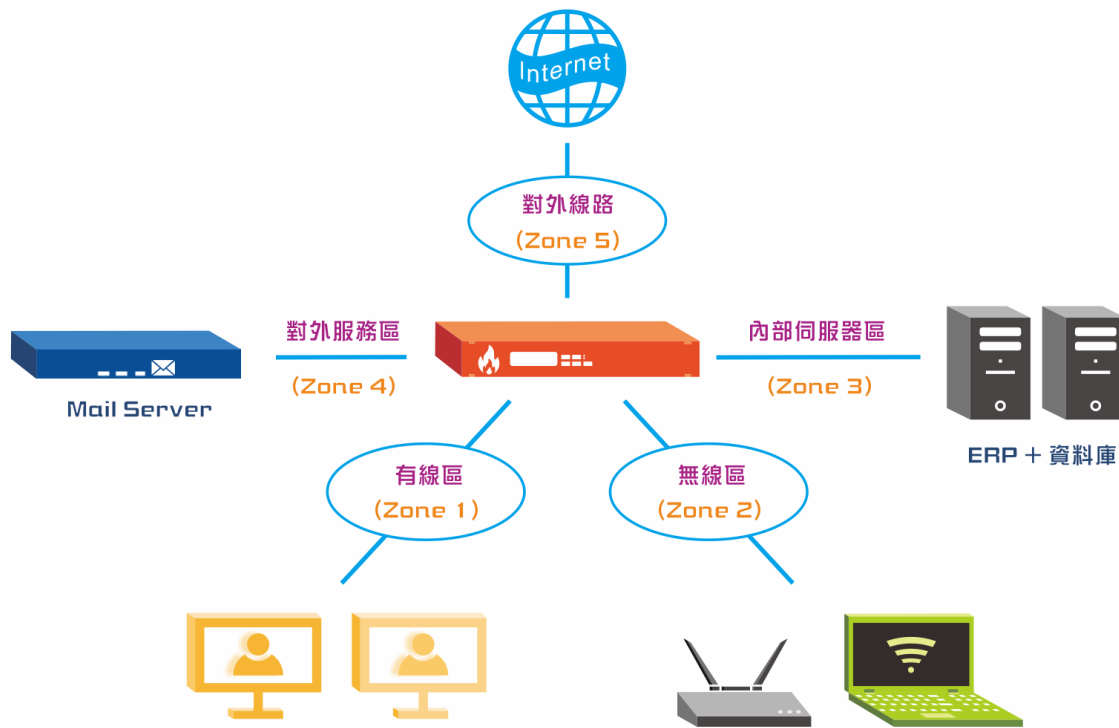 Internet
對外線路
(Zone 5)
對外服務區
(Zone 4)
Mail Server
內部伺服器區
(Zone 3)
ERP + 資料庫
有線區
(Zone 1)
無線區
(Zone 2)